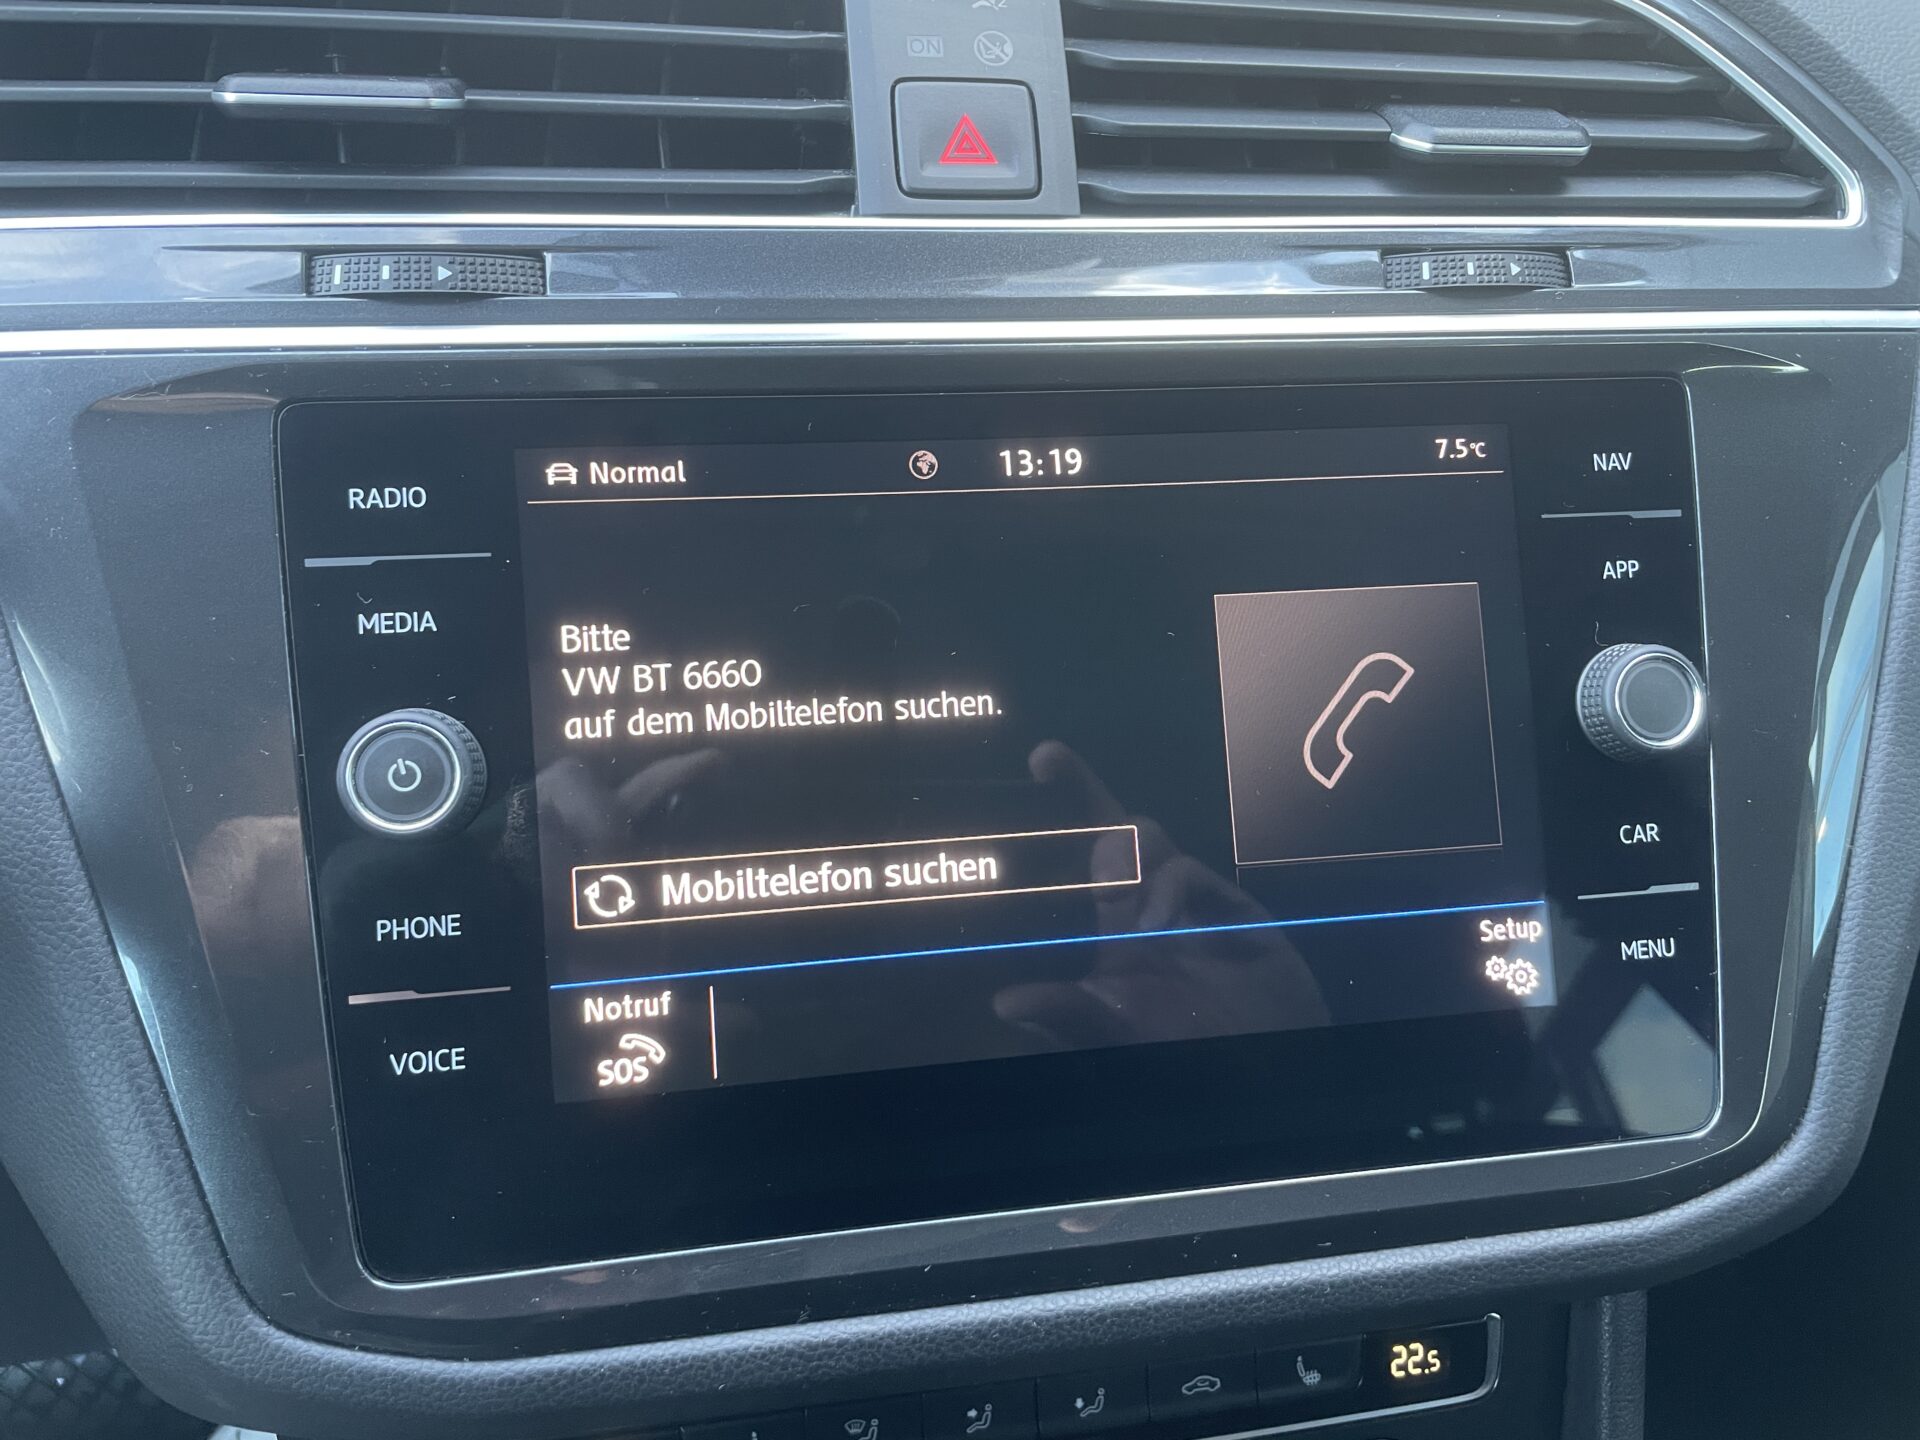 ON
RADIO
MEDIA
PHONE
VOICE
Normal
13:19
7.5°C
Bitte
VW BT 6660
auf dem Mobiltelefon suchen.
Mobiltelefon suchen
Notruf
SOS
Setup
NAV
APP
CAR
MENU
22.5